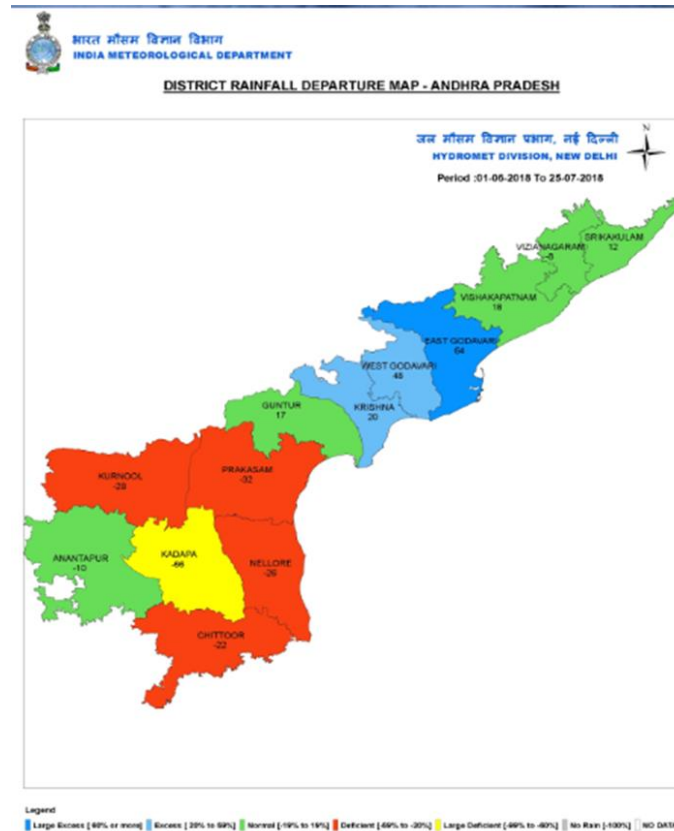 भारत मौसम विज्ञान विभाग
INDIA METEOROLOGICAL DEPARTMENT
DISTRICT RAINFALL DEPARTURE MAP - ANDHRA PRADESH
जल मौसम विज्ञान प्रभाग, नई दिल्ली
N
HYDROMET DIVISION, NEW DELHI
Period :01-06-2018 To 25-07-2018
SRIKAKULAM
12
VIZIANAGARAM
-8
VISHAKAPATNAM
EAST GODAVARI
64
WEST GODAVARI
48
KRISHNA
20
GUNTUR
17
PRAKASAM
-32
KURNOOL
ANANTAPUR
-10
KADAPA
-66
NELLORE
CHITTOOR
-22
Legend
Large Excess [ 60% or more] Excess [ 20% to 59%] Normal [-19% to 19%] Deficient [-59% to -20%] Large Deficient [-99% to -60%] No Rain [-100%] NO DATA